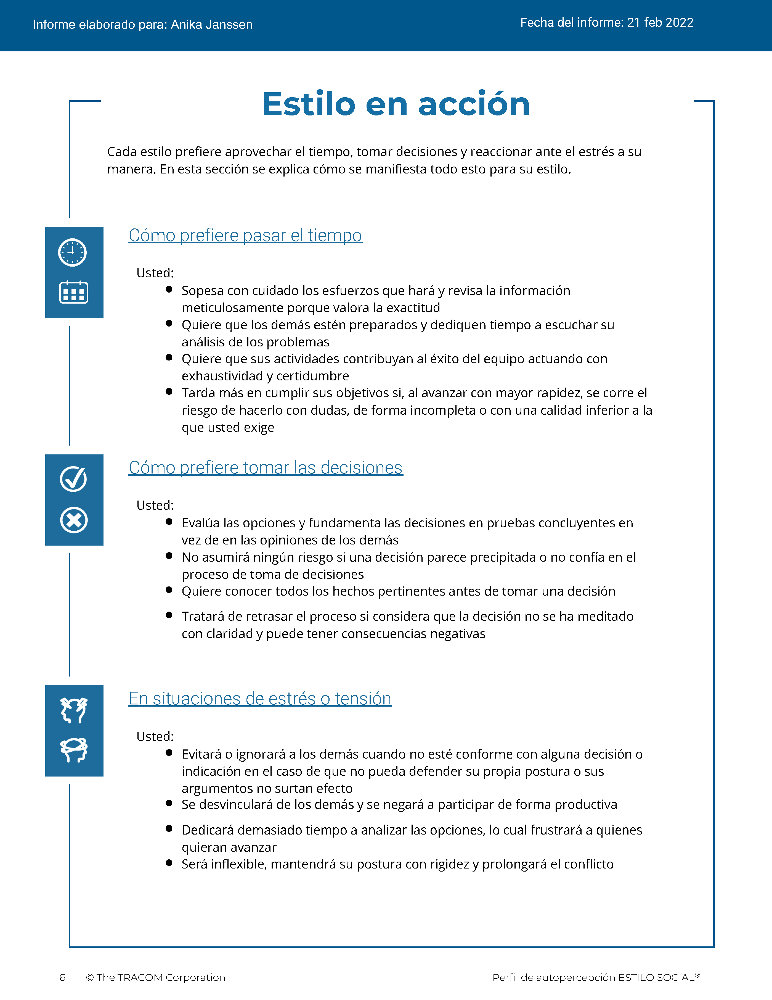 Informe elaborado para: Anika Janssen
Fecha del informe: 21 feb 2022
Estilo en acción
Cada estilo prefiere aprovechar el tiempo, tomar decisiones y reaccionar ante el estrés a su
manera. En esta sección se explica cómo se manifiesta todo esto para su estilo.
Cómo prefiere pasar el tiempo
Usted:
● Sopesa con cuidado los esfuerzos que hará y revisa la información
meticulosamente porque valora la exactitud
● Quiere que los demás estén preparados y dediquen tiempo a escuchar su
análisis de los problemas
● Quiere que sus actividades contribuyan al éxito del equipo actuando con
exhaustividad y certidumbre
● Tarda más en cumplir sus objetivos si, al avanzar con mayor rapidez, se corre el
riesgo de hacerlo con dudas, de forma incompleta o con una calidad inferior a la
que usted exige
Cómo prefiere tomar las decisiones
Usted:
● Evalúa las opciones y fundamenta las decisiones en pruebas concluyentes en
vez de en las opiniones de los demás
● No asumirá ningún riesgo si una decisión parece precipitada o no confía en el
proceso de toma de decisiones
● Quiere conocer todos los hechos pertinentes antes de tomar una decisión
● Tratará de retrasar el proceso si considera que la decisión no se ha meditado
con claridad y puede tener consecuencias negativas
En situaciones de estrés o tensión
Usted:
● Evitará o ignorará a los demás cuando no esté conforme con alguna decisión o
indicación en el caso de que no pueda defender su propia postura o sus
argumentos no surtan efecto
● Se desvinculará de los demás y se negará a participar de forma productiva
● Dedicará demasiado tiempo a analizar las opciones, lo cual frustrará a quienes
quieran avanzar
● Será inflexible, mantendrá su postura con rigidez y prolongará el conflicto
6 © The TRACOM Corporation
Perfil de autopercepción ESTILO SOCIAL®